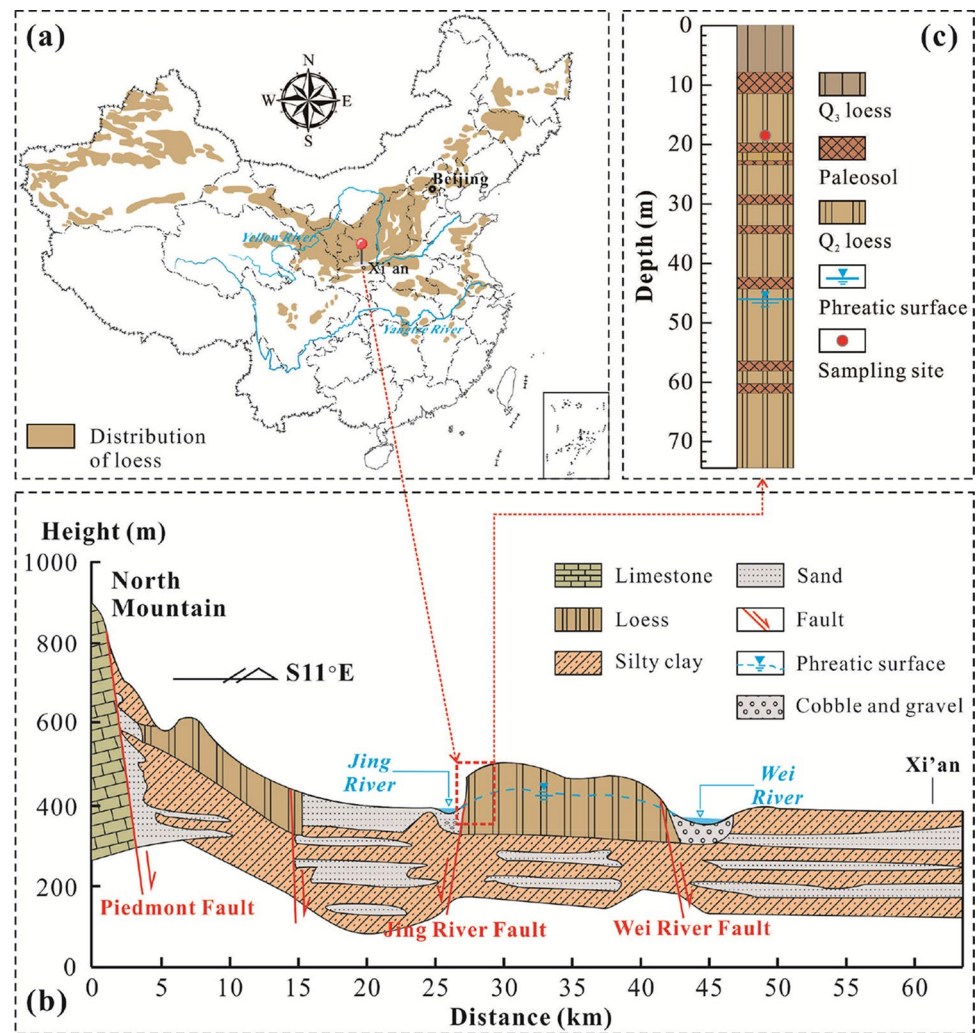 (a)
N
W E
S
Beijing
Yellow River
Xi'an
Yangtze River
Distribution
of loess
(c)
0
10
20
30
40
50
60
70
Depth (m)
Q3 loess
Paleosol
Q2 loess
Phreatic surface
Sampling site
Height (m)
1000
800
600
400
200
0
North
Mountain
S11°E
Limestone
Loess
Silty clay
Sand
Fault
Phreatic surface
Cobble and gravel
Jing
River
Wei
River
Xi'an
Piedmont Fault
Jing River Fault
Wei River Fault
0 5 10 15 20 25 30 35 40 45 50 55 60
Distance (km)
(b)